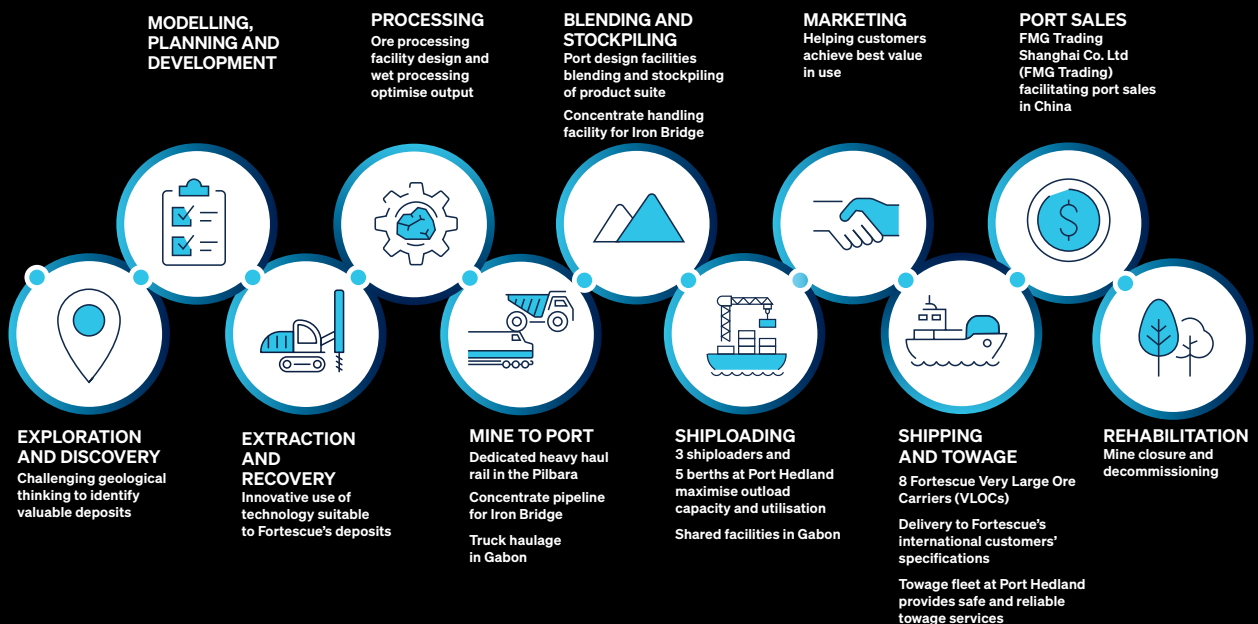 MODELLING,
PLANNING AND
DEVELOPMENT
PROCESSING
Ore processing
facility design and
wet processing
optimise output
BLENDING AND
STOCKPILING
Port design facilities
blending and stockpiling
of product suite
Concentrate handling
facility for Iron Bridge
MARKETING
Helping customers
achieve best value
in use
PORT SALES
FMG Trading
Shanghai Co. Ltd
(FMG Trading)
facilitating port sales
in China
$
EXPLORATION
AND DISCOVERY
Challenging geological
thinking to identify
valuable deposits
EXTRACTION
AND
RECOVERY
Innovative use of
technology suitable
to Fortescue's deposits
MINE TO PORT
Dedicated heavy haul
rail in the Pilbara
Concentrate pipeline
for Iron Bridge
Truck haulage
in Gabon
SHIPLOADING
3 shiploaders and
5 berths at Port Hedland
maximise outload
capacity and utilisation
Shared facilities in Gabon
SHIPPING
AND TOWAGE
8 Fortescue Very Large Ore
Carriers (VLOCs)
Delivery to Fortescue's
international customers'
specifications
Towage fleet at Port Hedland
provides safe and reliable
towage services
REHABILITATION
Mine closure and
decommissioning